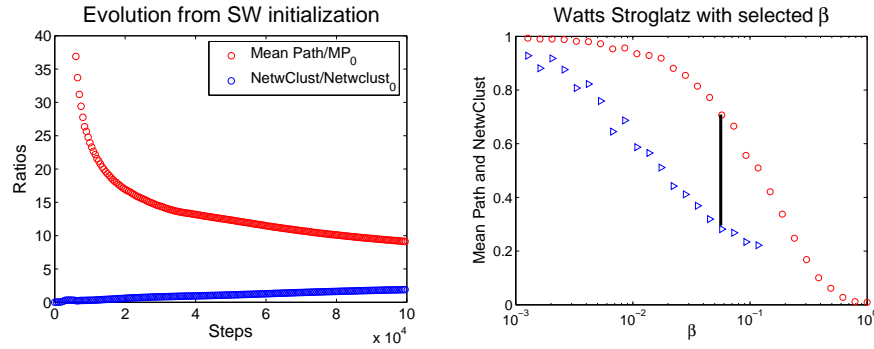 Evolution from SW initialization
Mean Path/MP_0
NetwClust/Netwclust_0
Ratios
40
35
30
25
20
15
10
5
0
0
2
4
6
8
10
x 10^4
Steps
Watts Stroglatz with selected β
Mean Path and NetwClust
1
0.8
0.6
0.4
0.2
0
10^-3
10^-2
10^-1
10^0
β